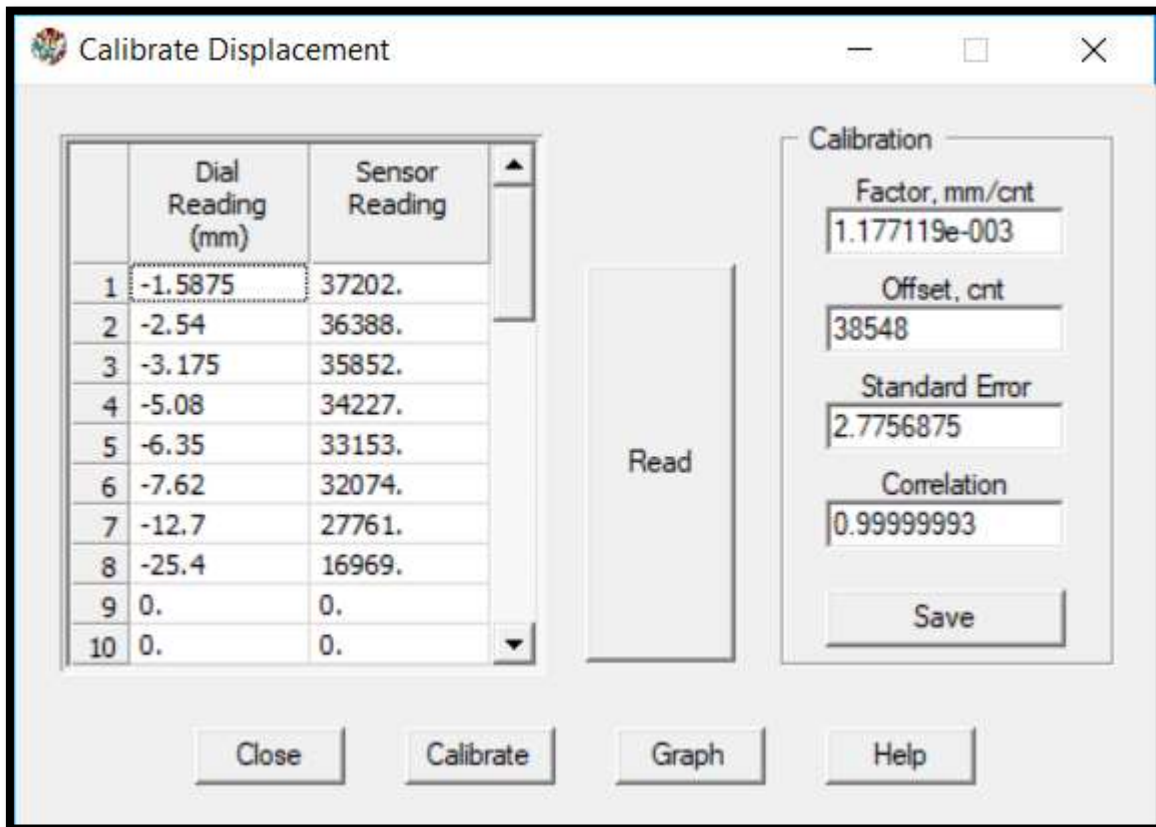 Calibrate Displacement
Dial Reading (mm) Sensor Reading
1 -1.5875 37202.
2 -2.54 36388.
3 -3.175 35852.
4 -5.08 34227.
5 -6.35 33153.
6 -7.62 32074.
7 -12.7 27761.
8 -25.4 16969.
9 0. 0.
10 0. 0.
Read
Calibration
Factor, mm/cnt
1.177119e-003
Offset, cnt
38548
Standard Error
2.7756875
Correlation
0.99999993
Save
Close Calibrate Graph Help